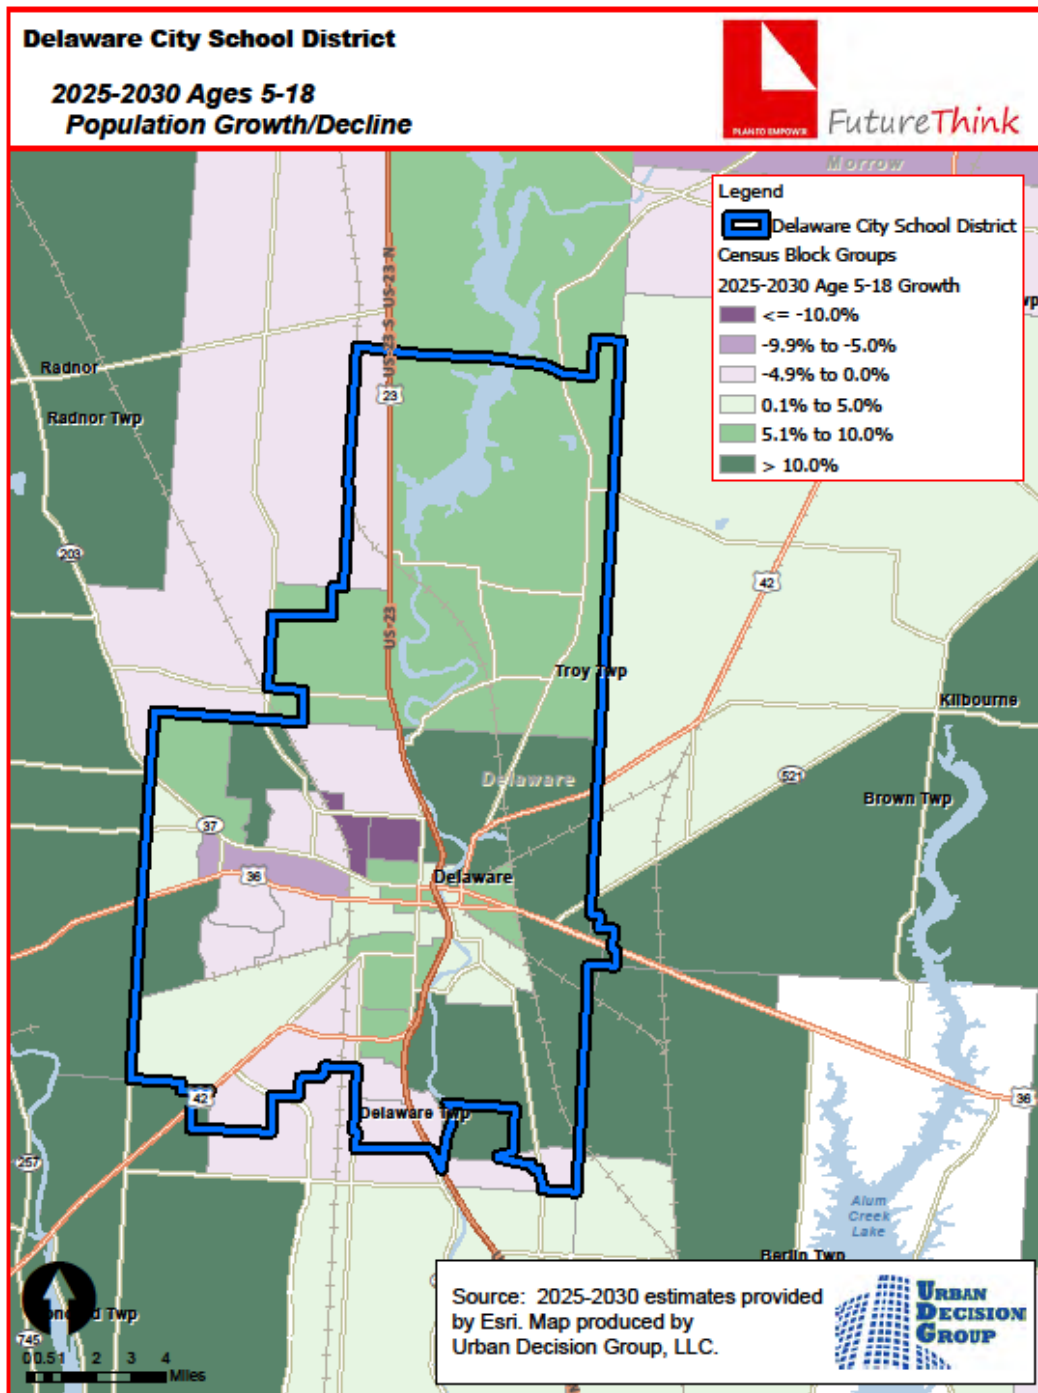 Delaware City School District
2025-2030 Ages 5-18
Population Growth/Decline
PLAN TO EMPOWER
FutureThink
Morrow
Legend
Delaware City School District
Census Block Groups
2025-2030 Age 5-18 Growth
<= -10.0%
-9.9% to -5.0%
-4.9% to 0.0%
0.1% to 5.0%
5.1% to 10.0%
> 10.0%
US-23 S US-23-N
23
Radnor
Radnor Twp
203
42
US-23
Troy Twp
Kilbourne
Delaware
521
Brown Twp
37
36
Delaware
42
Delaware Twp
36
257
Alum
Creek
Lake
Berlin Twp
Twp
745
0 0.5 1 2 3 4
Miles
Source: 2025-2030 estimates provided
by Esri. Map produced by
Urban Decision Group, LLC.
URBAN
DECISION
GROUP